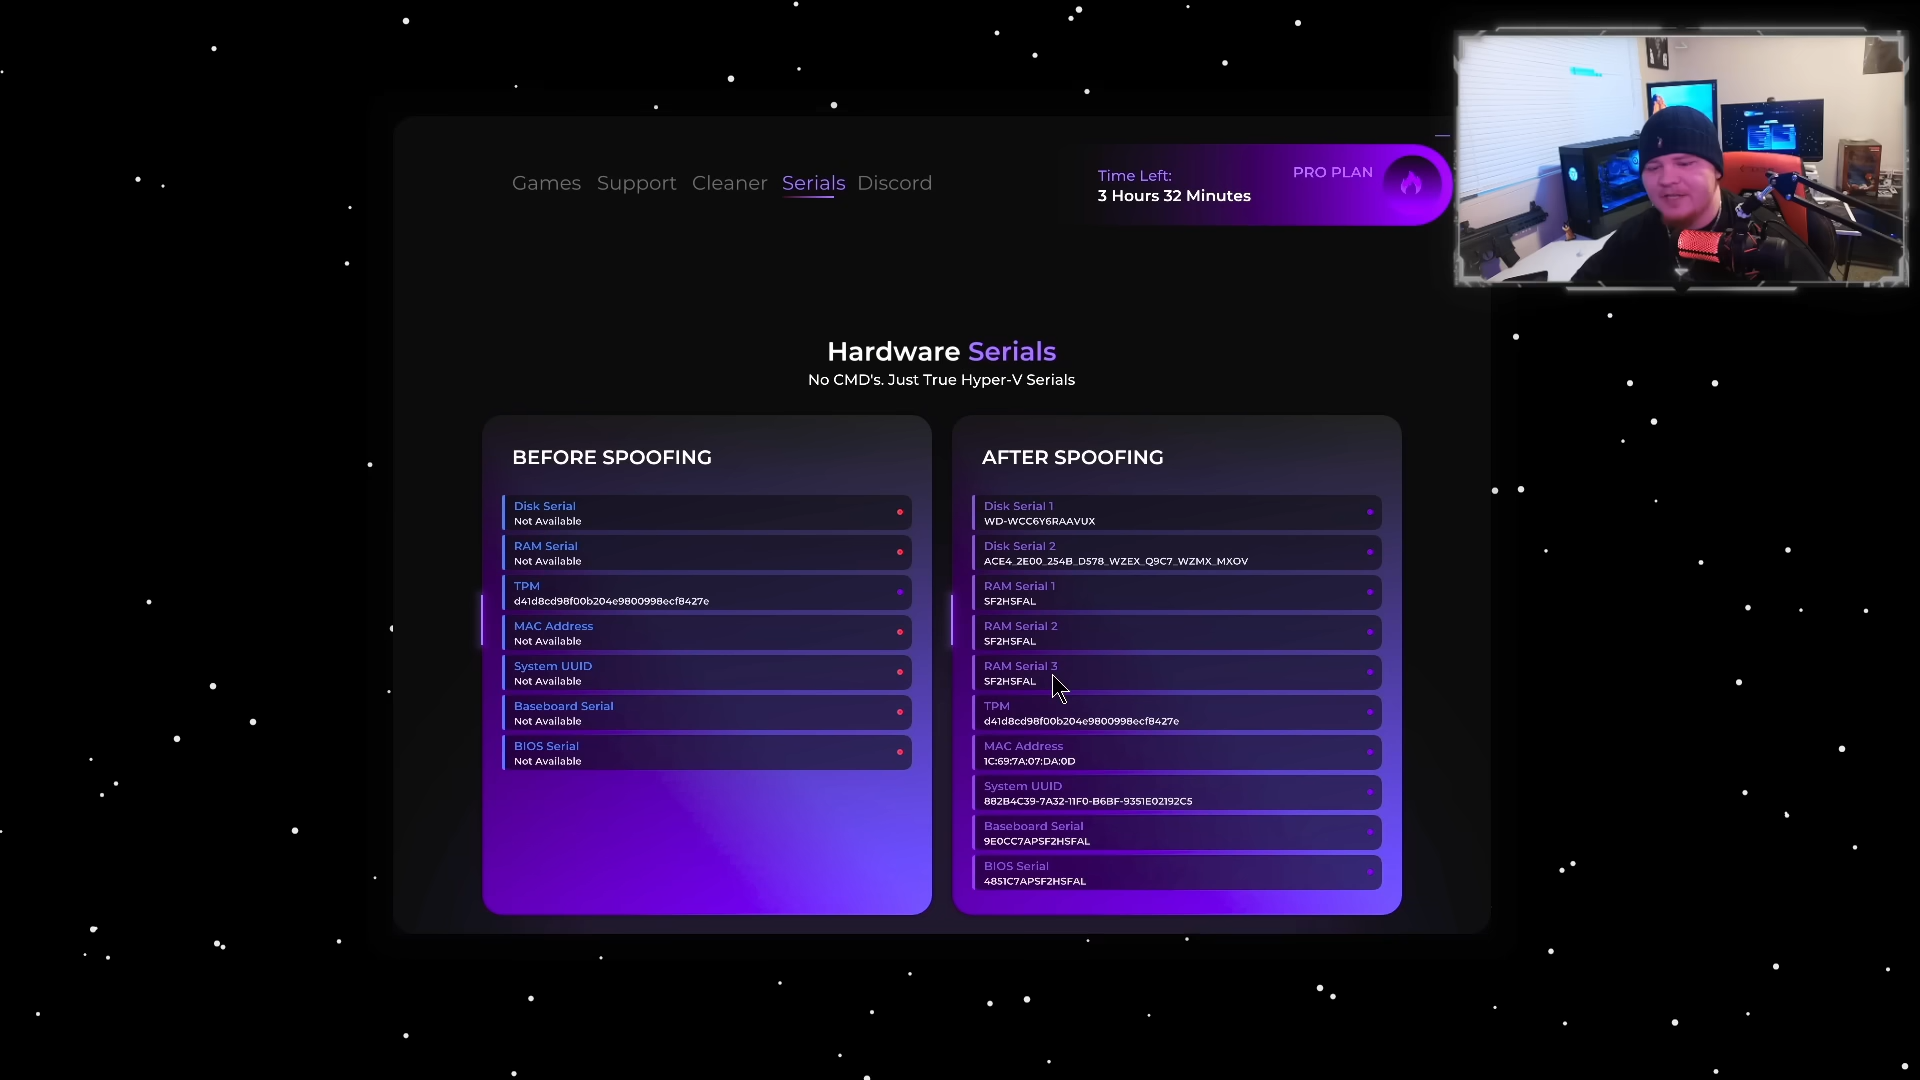 Games Support Cleaner Serials Discord
Time Left:
3 Hours 32 Minutes
PRO PLAN
Hardware Serials
No CMD's. Just True Hyper-V Serials
BEFORE SPOOFING
Disk Serial
Not Available
RAM Serial
Not Available
TPM
d41d8cd98f00b204e9800998ecf8427e
MAC Address
Not Available
System UUID
Not Available
Baseboard Serial
Not Available
BIOS Serial
Not Available
AFTER SPOOFING
Disk Serial 1
WD-WCC6Y6RAAVUX
Disk Serial 2
ACE4_2E00_254B_D578_WZEX_Q9C7_WZMX_MXOV
RAM Serial 1
SF2HSFAL
RAM Serial 2
SF2HSFAL
RAM Serial 3
SF2HSFAL
TPM
d41d8cd98f00b204e9800998ecf8427e
MAC Address
1C:69:7A:07:DA:0D
System UUID
882B4C39-7A32-11F0-B6BF-9351E02192C5
Baseboard Serial
9E0CC7APSF2HSFAL
BIOS Serial
4851C7APSF2HSFAL